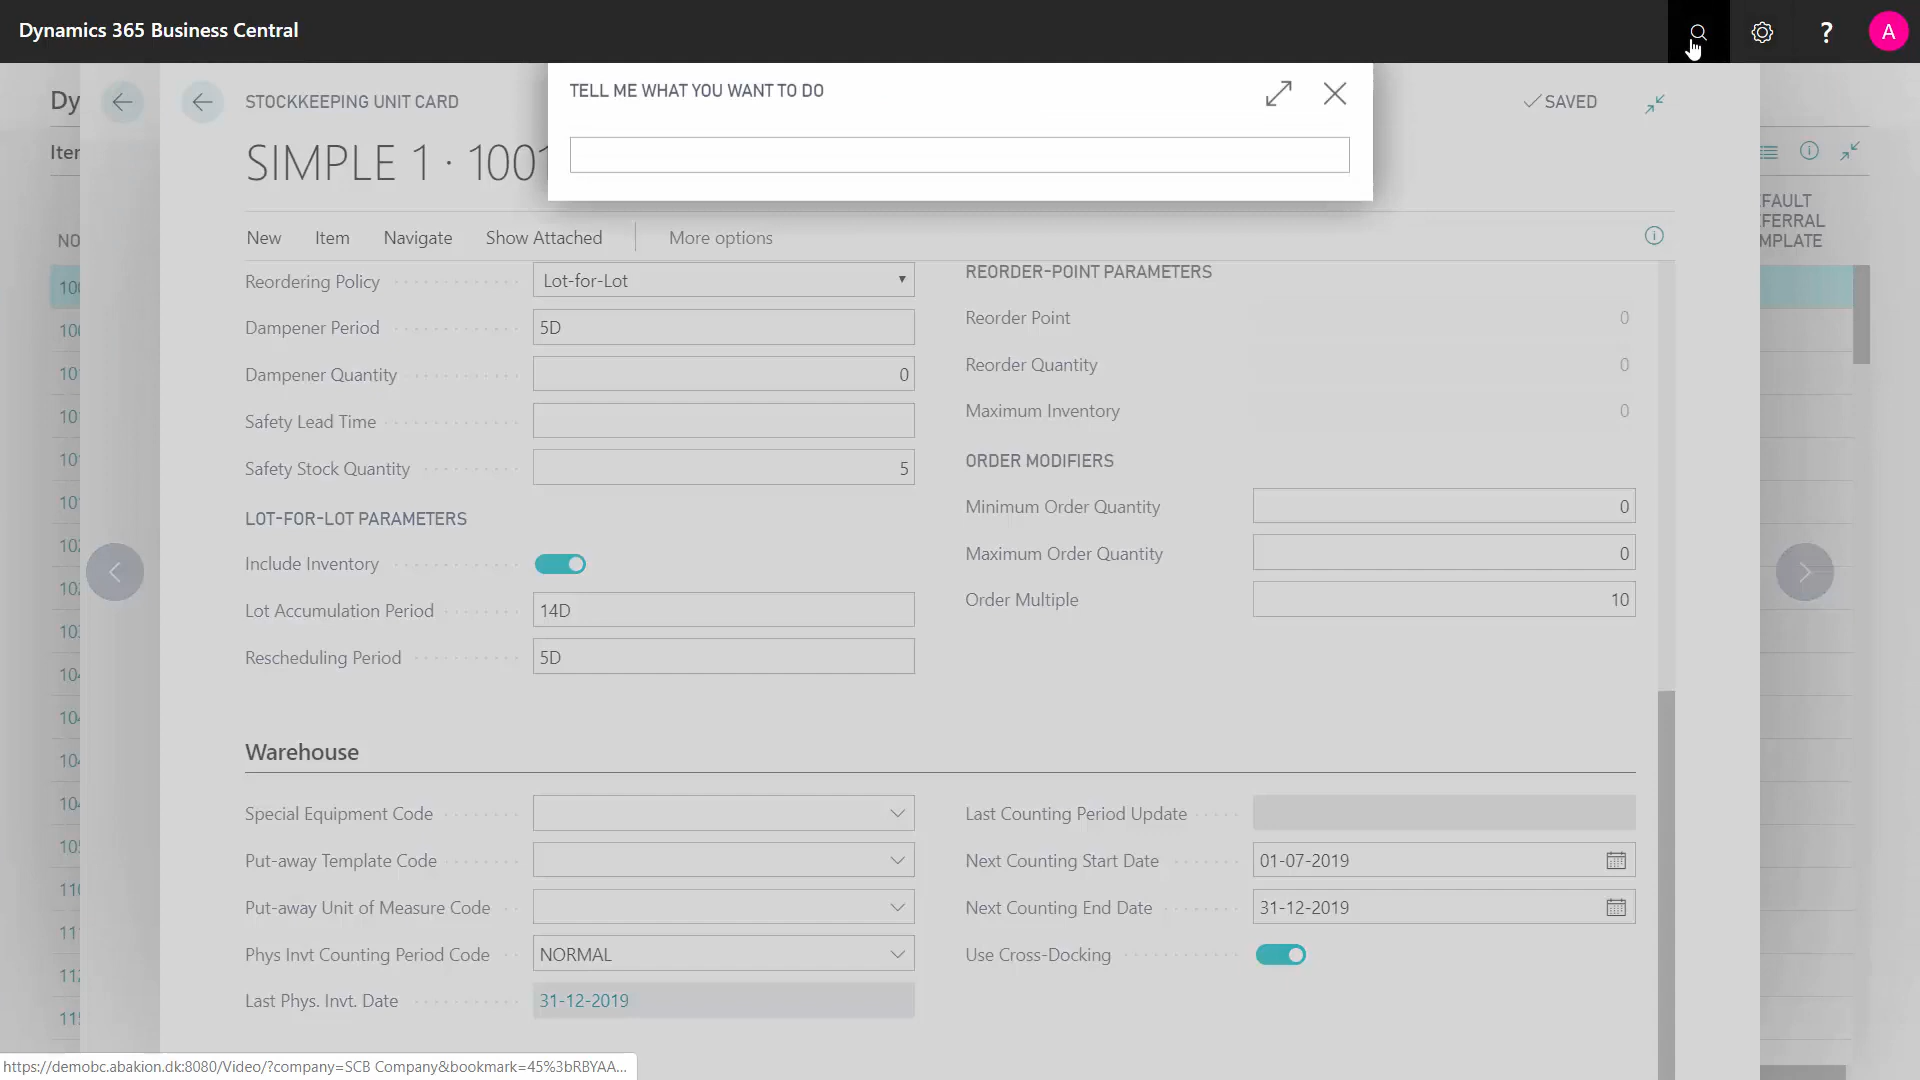 Dynamics 365 Business Central
?
A
TELL ME WHAT YOU WANT TO DO
Dy
STOCKKEEPING UNIT CARD
SAVED
SIMPLE 1 · 1001
New Item Navigate Show Attached More options
NO
Reordering Policy Lot-for-Lot
Dampener Period 5D
Dampener Quantity 0
Safety Lead Time
Safety Stock Quantity 5
LOT-FOR-LOT PARAMETERS
Include Inventory
Lot Accumulation Period 14D
Rescheduling Period 5D
REORDER-POINT PARAMETERS
Reorder Point 0
Reorder Quantity 0
Maximum Inventory 0
ORDER MODIFIERS
Minimum Order Quantity 0
Maximum Order Quantity 0
Order Multiple 10
Warehouse
Special Equipment Code
Put-away Template Code
Put-away Unit of Measure Code
Phys Invt Counting Period Code NORMAL
Last Phys. Invt. Date 31-12-2019
Last Counting Period Update
Next Counting Start Date 01-07-2019
Next Counting End Date 31-12-2019
Use Cross-Docking
https://demobc.abakion.dk:8080/Video/?company=SCB Company&bookmark=45%3bRBYAA...